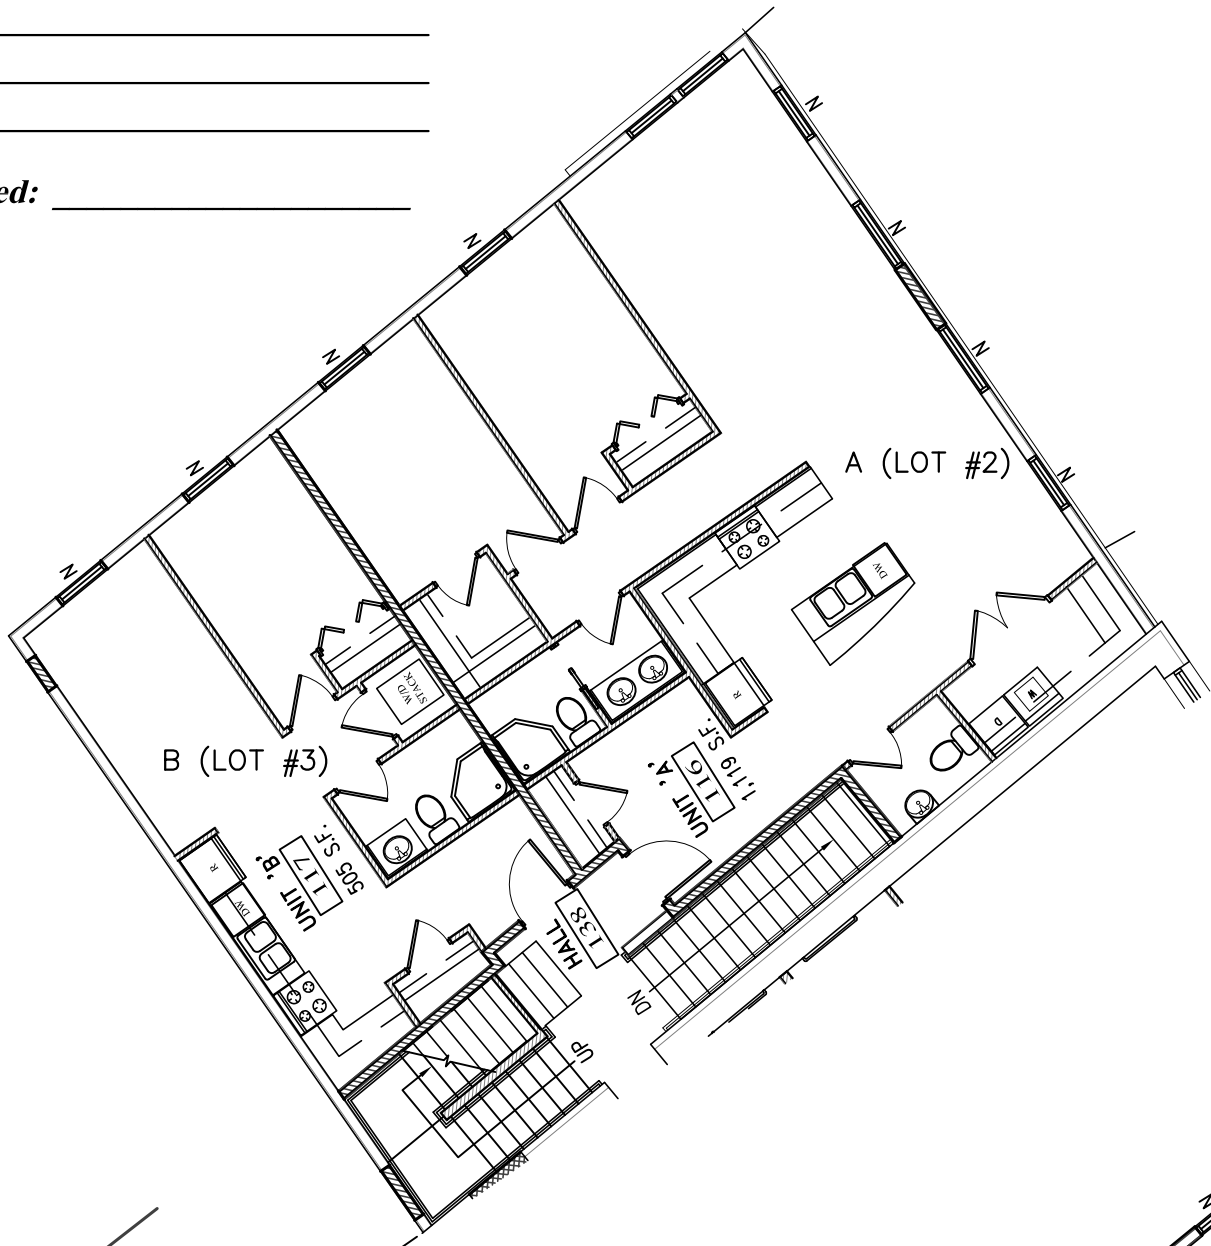 ed:
N
N
N
N
N
N
N
N
A (LOT #2)
DW
W/D
STACK
R
W
D
B (LOT #3)
UNIT 'A'
116
1,119 S.F.
R
DW
UNIT 'B'
117
505 S.F.
HALL
138
DN
UP
N
N